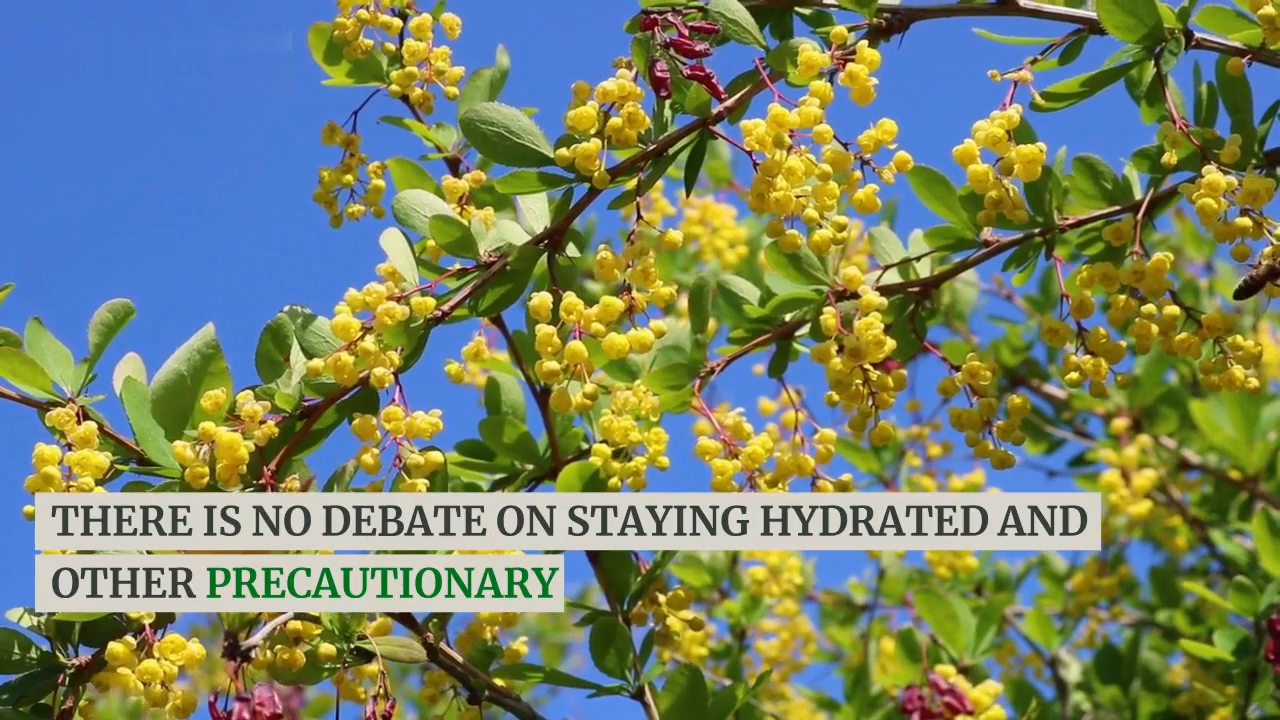 THERE IS NO DEBATE ON STAYING HYDRATED AND
OTHER PRECAUTIONARY